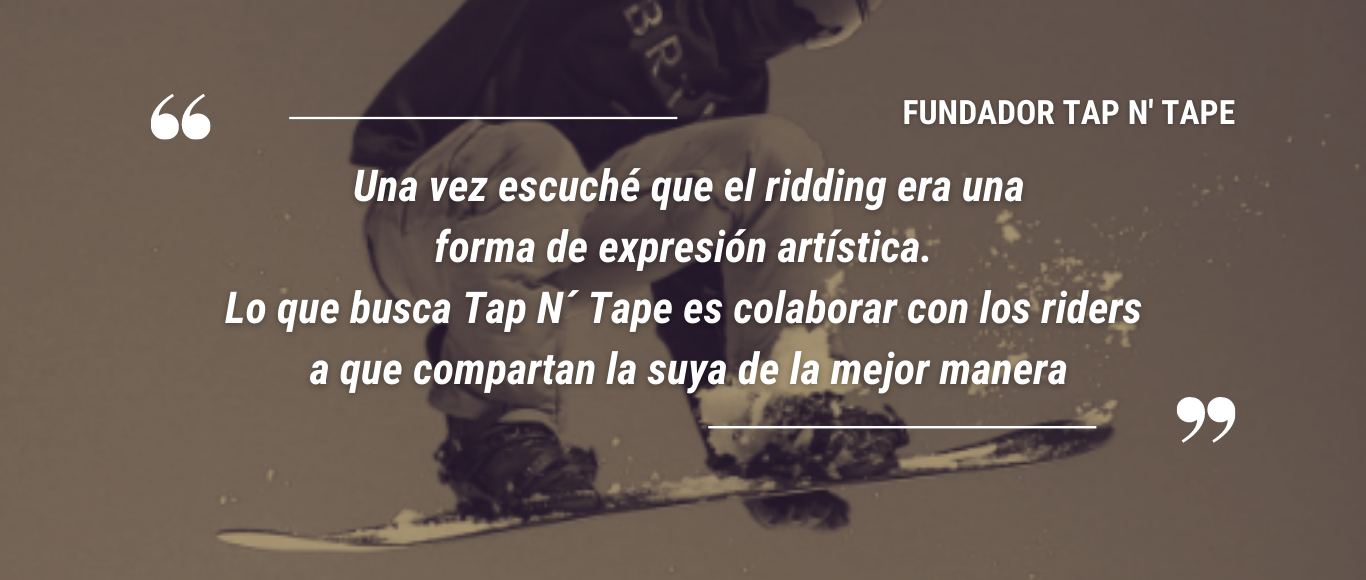 “
FUNDADOR TAP N' TAPE
Una vez escuché que el ridding era una
forma de expresión artística.
Lo que busca Tap N´ Tape es colaborar con los riders
a que compartan la suya de la mejor manera
”